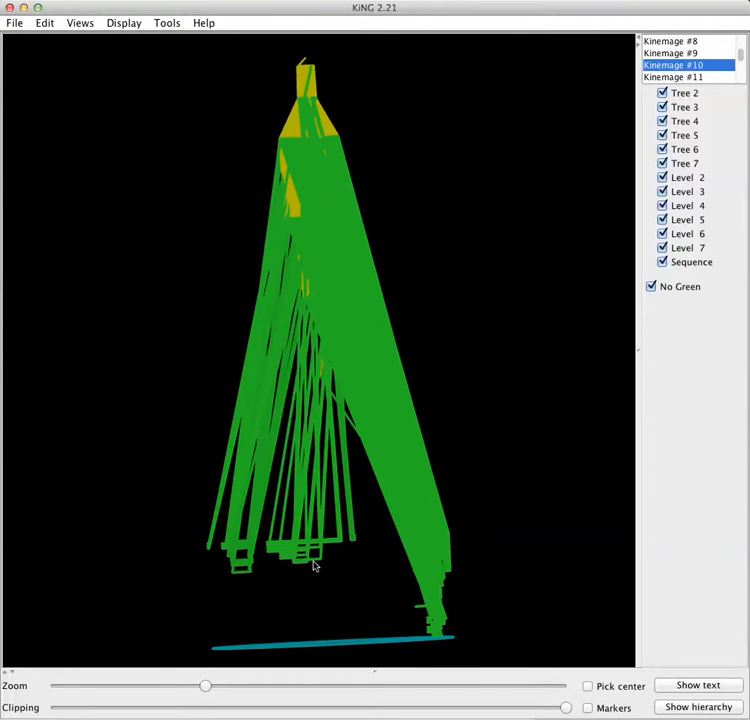 KiNG 2.21
File Edit Views Display Tools Help
Kinemage #8
Kinemage #9
Kinemage #10
Kinemage #11
Tree 2
Tree 3
Tree 4
Tree 5
Tree 6
Tree 7
Level 2
Level 3
Level 4
Level 5
Level 6
Level 7
Sequence
No Green
Zoom Pick center Show text
Clipping Markers Show hierarchy